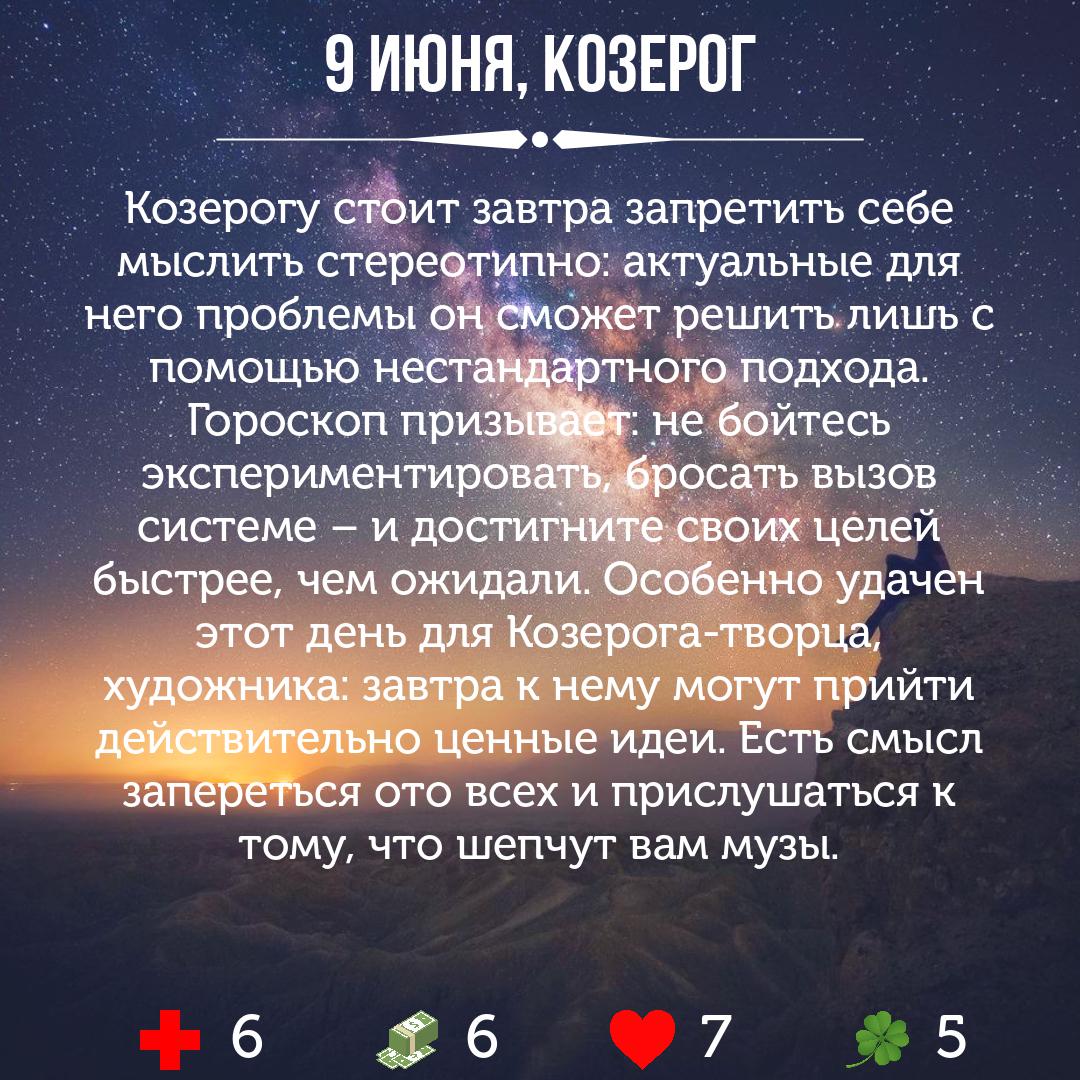 9 ИЮНЯ, КОЗЕРОГ
Козерогу стоит завтра запретить себе
мыслить стереотипно: актуальные для
него проблемы он сможет решить лишь с
помощью нестандартного подхода.
Гороскоп призывает: не бойтесь
экспериментировать, бросать вызов
системе – и достигните своих целей
быстрее, чем ожидали. Особенно удачен
этот день для Козерога-творца,
художника: завтра к нему могут прийти
действительно ценные идеи. Есть смысл
запереться ото всех и прислушаться к
тому, что шепчут вам музы.
6 6 7 5